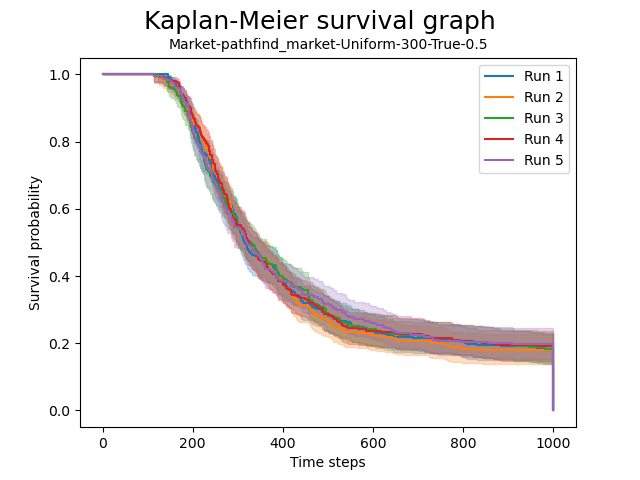 Kaplan-Meier survival graph
Market-pathfind_market-Uniform-300-True-0.5
Run 1
Run 2
Run 3
Run 4
Run 5
Survival probability
1.0
0.8
0.6
0.4
0.2
0.0
0 200 400 600 800 1000
Time steps